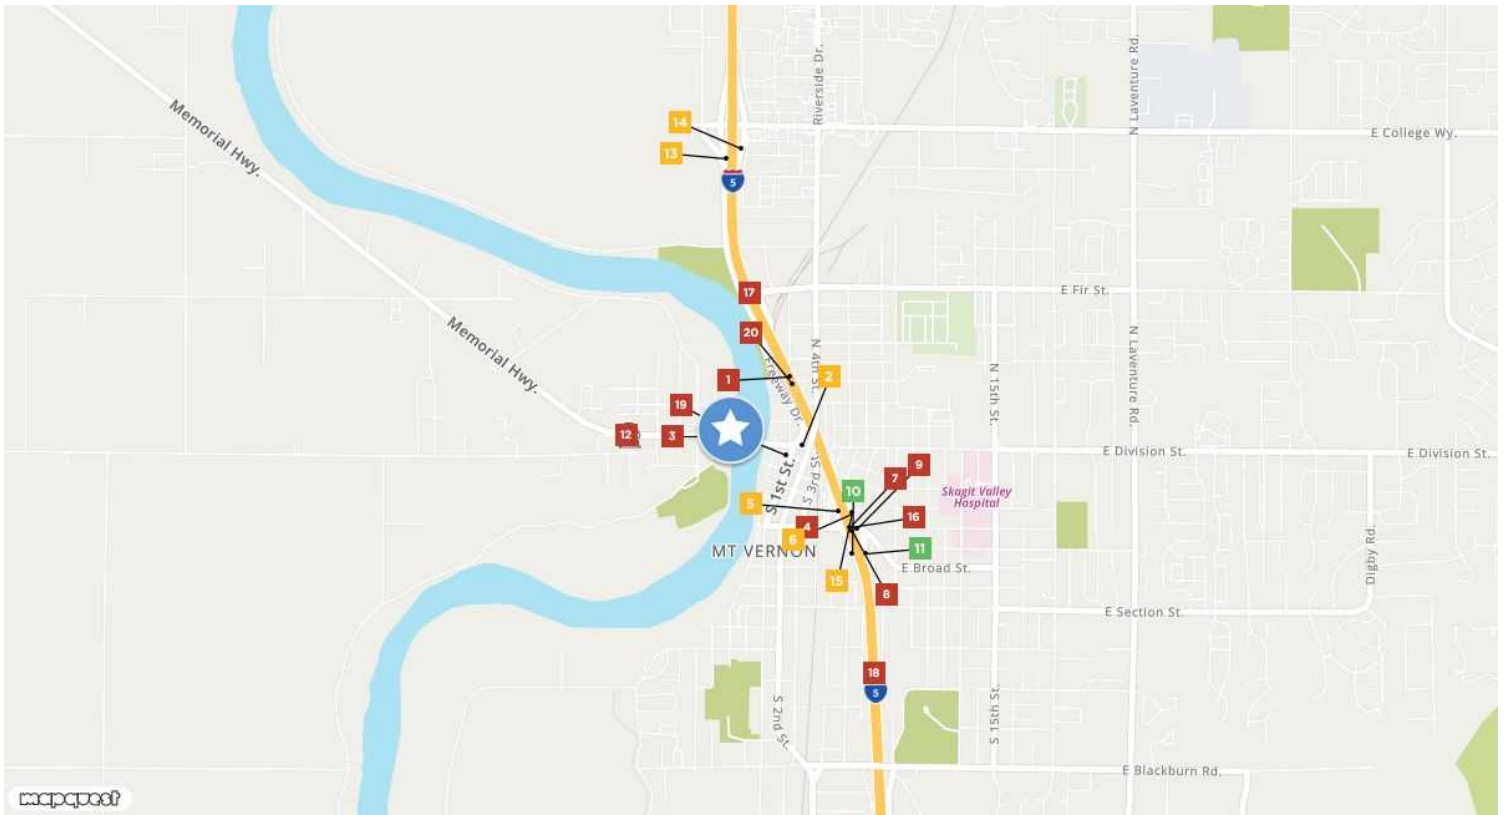 Riverside Dr.
N Laventure Rd.
Memorial Hwy.
14
E College Wy.
13
5
17
E Fir St.
20
Memorial Hwy.
N 4th St.
N 15th St.
N Laventure Rd.
1
2
Freeway Dr.
19
12
3
E Division St.
E Division St.
S 1st St.
S 3rd St.
9
7
10
Skagit Valley
Hospital
5
16
4
6
MT VERNON
11
E Broad St.
15
8
Digby Rd.
E Section St.
18
5
S 2nd St.
S 15th St.
E Blackburn Rd.
mapquest